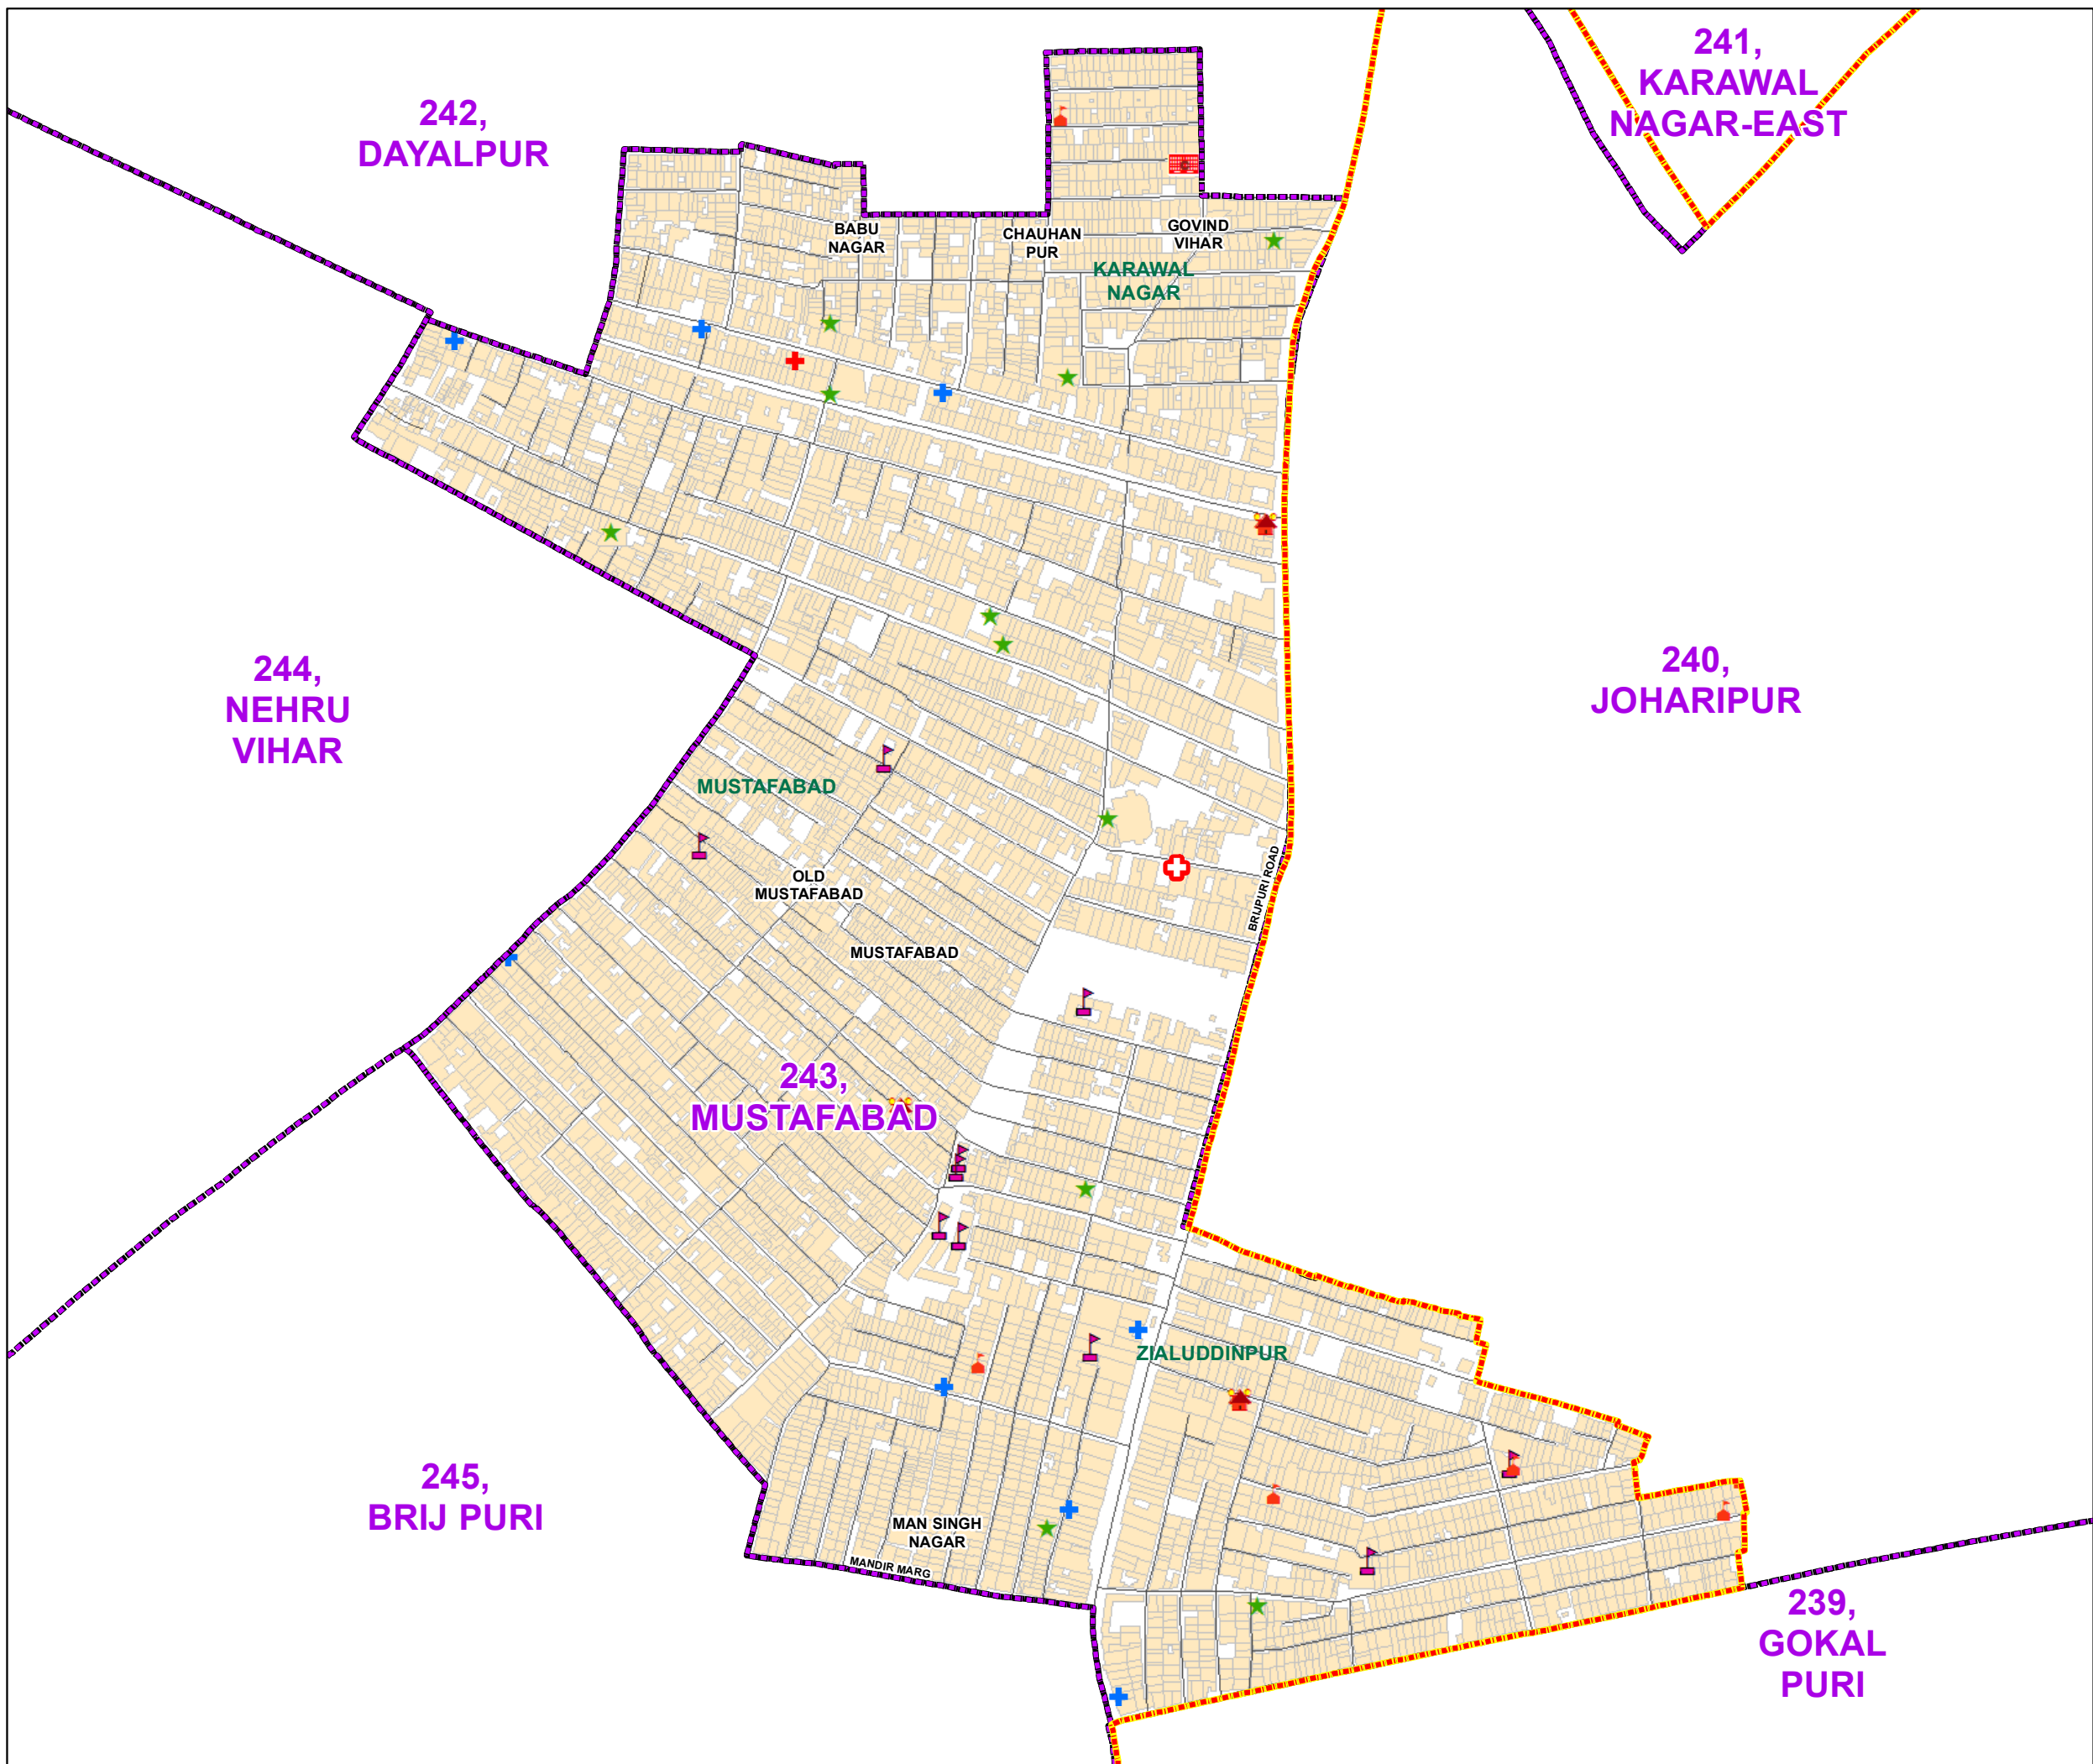 241,
KARAWAL
NAGAR-EAST
242,
DAYALPUR
BABU
NAGAR
CHAUHAN
PUR
GOVIND
VIHAR
KARAWAL
NAGAR
244,
NEHRU
VIHAR
240,
JOHARIPUR
MUSTAFABAD
OLD
MUSTAFABAD
BRIJPURI ROAD
MUSTAFABAD
243,
MUSTAFABAD
ZIALUDDINPUR
245,
BRIJ PURI
MAN SINGH
NAGAR
MANDIR MARG
239,
GOKAL
PURI